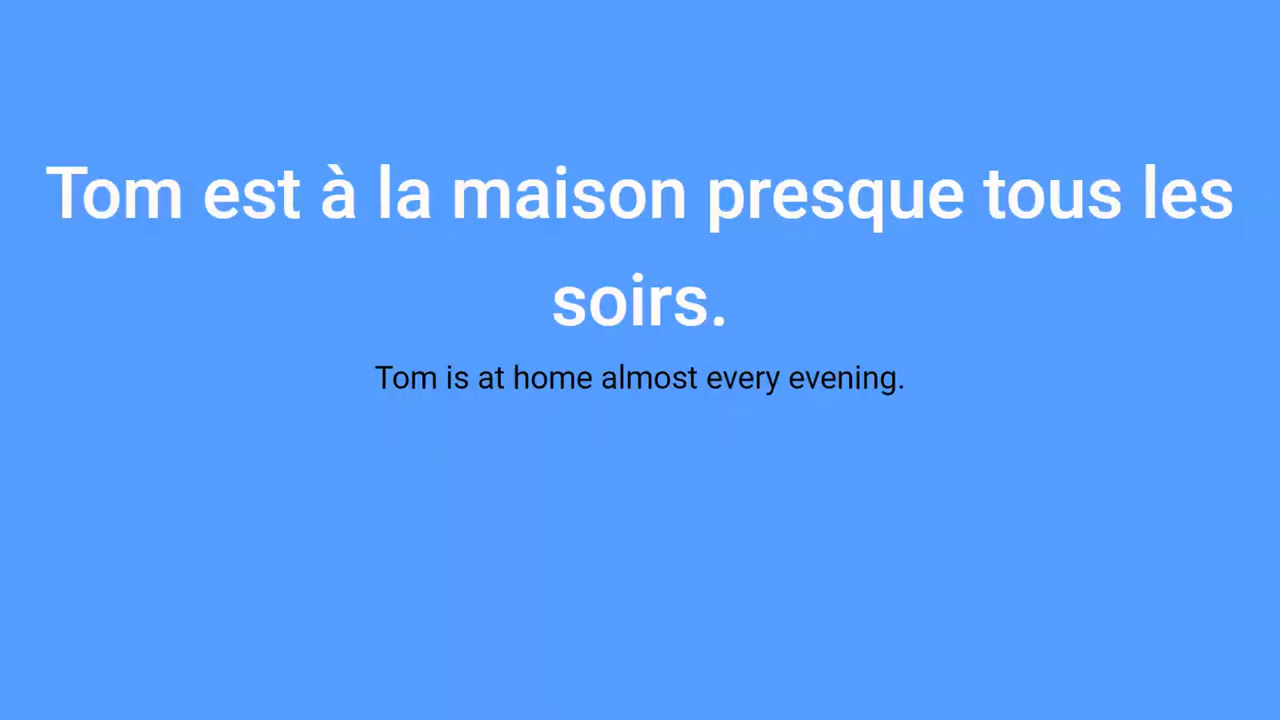 Tom est à la maison presque tous les
soirs.
Tom is at home almost every evening.